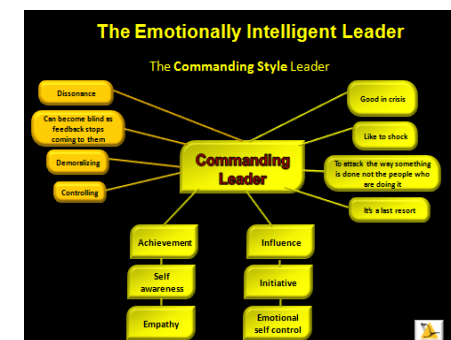 The Emotionally Intelligent Leader
The Commanding Style Leader
Dissonance
Can become blind as
feedback stops
coming to them
Demoralizing
Controlling
Commanding
Leader
Good in crisis
Like to shock
To attack the way something
is done not the people who
are doing it
It's a last resort
Achievement
Self
awareness
Empathy
Influence
Initiative
Emotional
self control